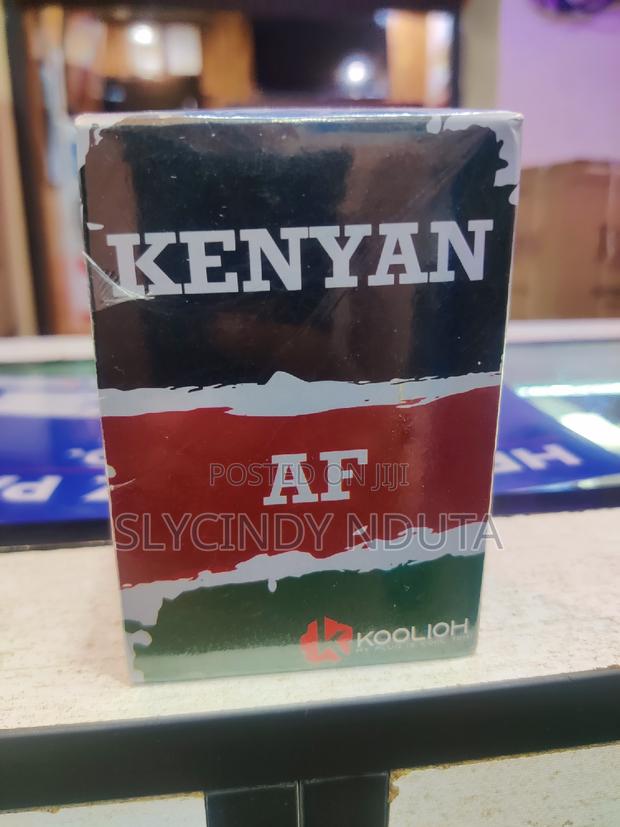 KENYAN
AF
POSTED ON JIJI
SLYCINDY NDUTA
K KOOLIOH